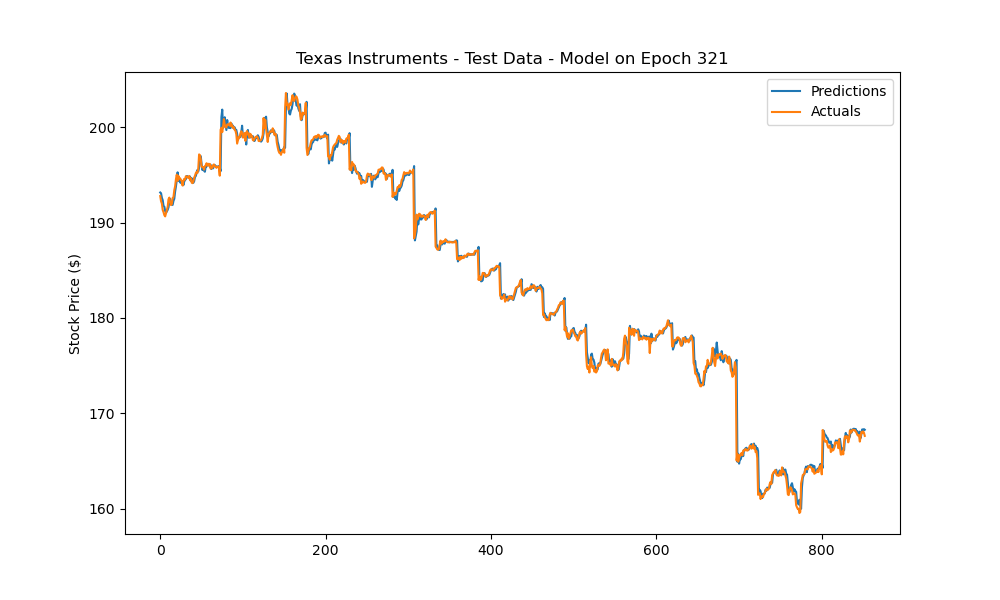 Texas Instruments - Test Data - Model on Epoch 321
Predictions
Actuals
Stock Price ($)
200
190
180
170
160
0 200 400 600 800